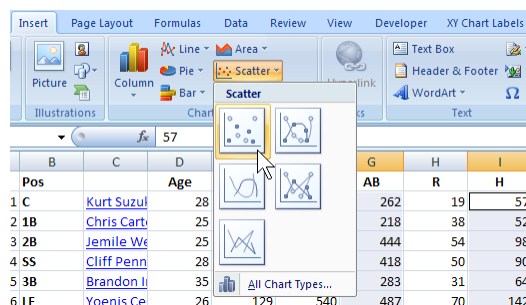 Insert Page Layout Formulas Data Review View Developer XY Chart Labels
Picture Column Line Area Hyperlink Text Box
Pie Scatter Header & Footer
Bar WordArt
Illustrations Text
Scatter
fx 57
B C D G H I
Pos Age AB R H
1 C Kurt Suzuk 28 262 19 57
2 1B Chris Carte 25 218 38 52
3 2B Jemile We 25 444 54 98
4 SS Cliff Penn 28 418 50 90
5 3B Brandon I 35 283 31 62
6 LF Yoenis Ce 26 129 540 487 70 142
All Chart Types...